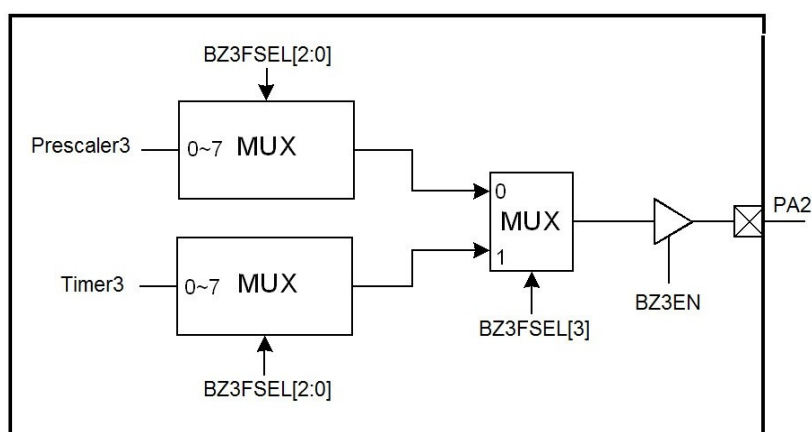 BZ3FSEL[2:0]
Prescaler3
0~7 MUX
0
MUX
1
PA2
Timer3
0~7 MUX
BZ3EN
BZ3FSEL[3]
BZ3FSEL[2:0]